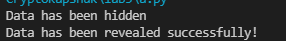 Data has been hidden
Data has been revealed successfully!